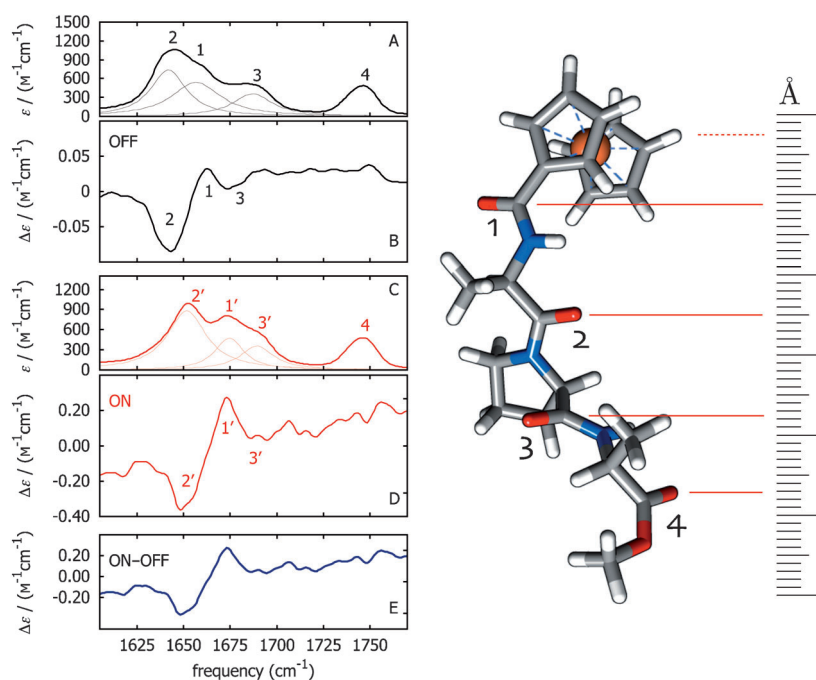 1500
1200
900
600
300
0
ε / (M⁻¹cm⁻¹)
2
1
3
4
A
OFF
0.05
0
-0.05
Δε / (M⁻¹cm⁻¹)
2
1
3
B
1200
900
600
300
0
ε / (M⁻¹cm⁻¹)
2′
1′
3′
4
C
ON
0.20
0.00
-0.20
-0.40
Δε / (M⁻¹cm⁻¹)
2′
1′
3′
D
ON–OFF
0.20
0.00
-0.20
Δε / (M⁻¹cm⁻¹)
E
1625 1650 1675 1700 1725 1750
frequency (cm⁻¹)
Å
1
2
3
4